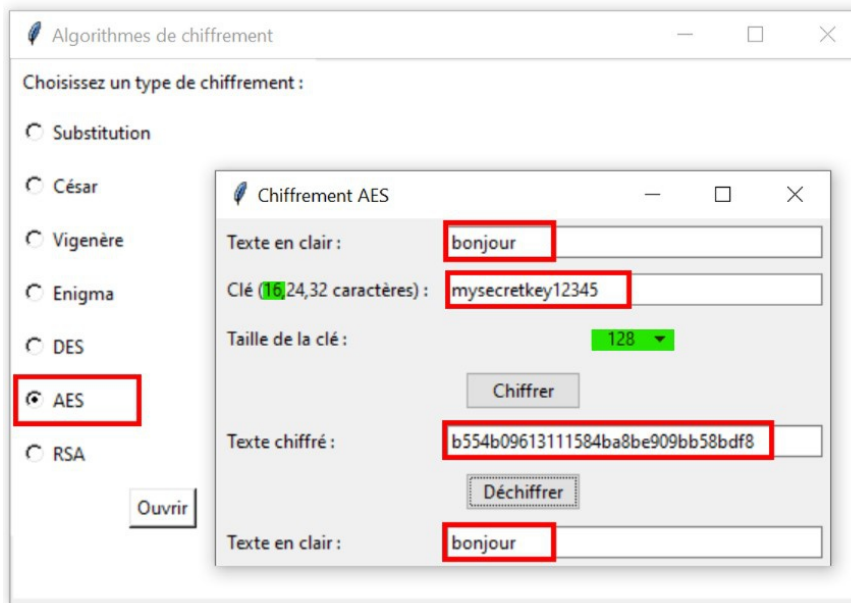 Algorithmes de chiffrement
Choisissez un type de chiffrement :
Substitution
César
Vigenère
Enigma
DES
AES
RSA
Ouvrir
Chiffrement AES
Texte en clair : bonjour
Clé (16,24,32 caractères) : mysecretkey12345
Taille de la clé : 128
Chiffrer
Texte chiffré : b554b09613111584ba8be909bb58bdf8
Déchiffrer
Texte en clair : bonjour